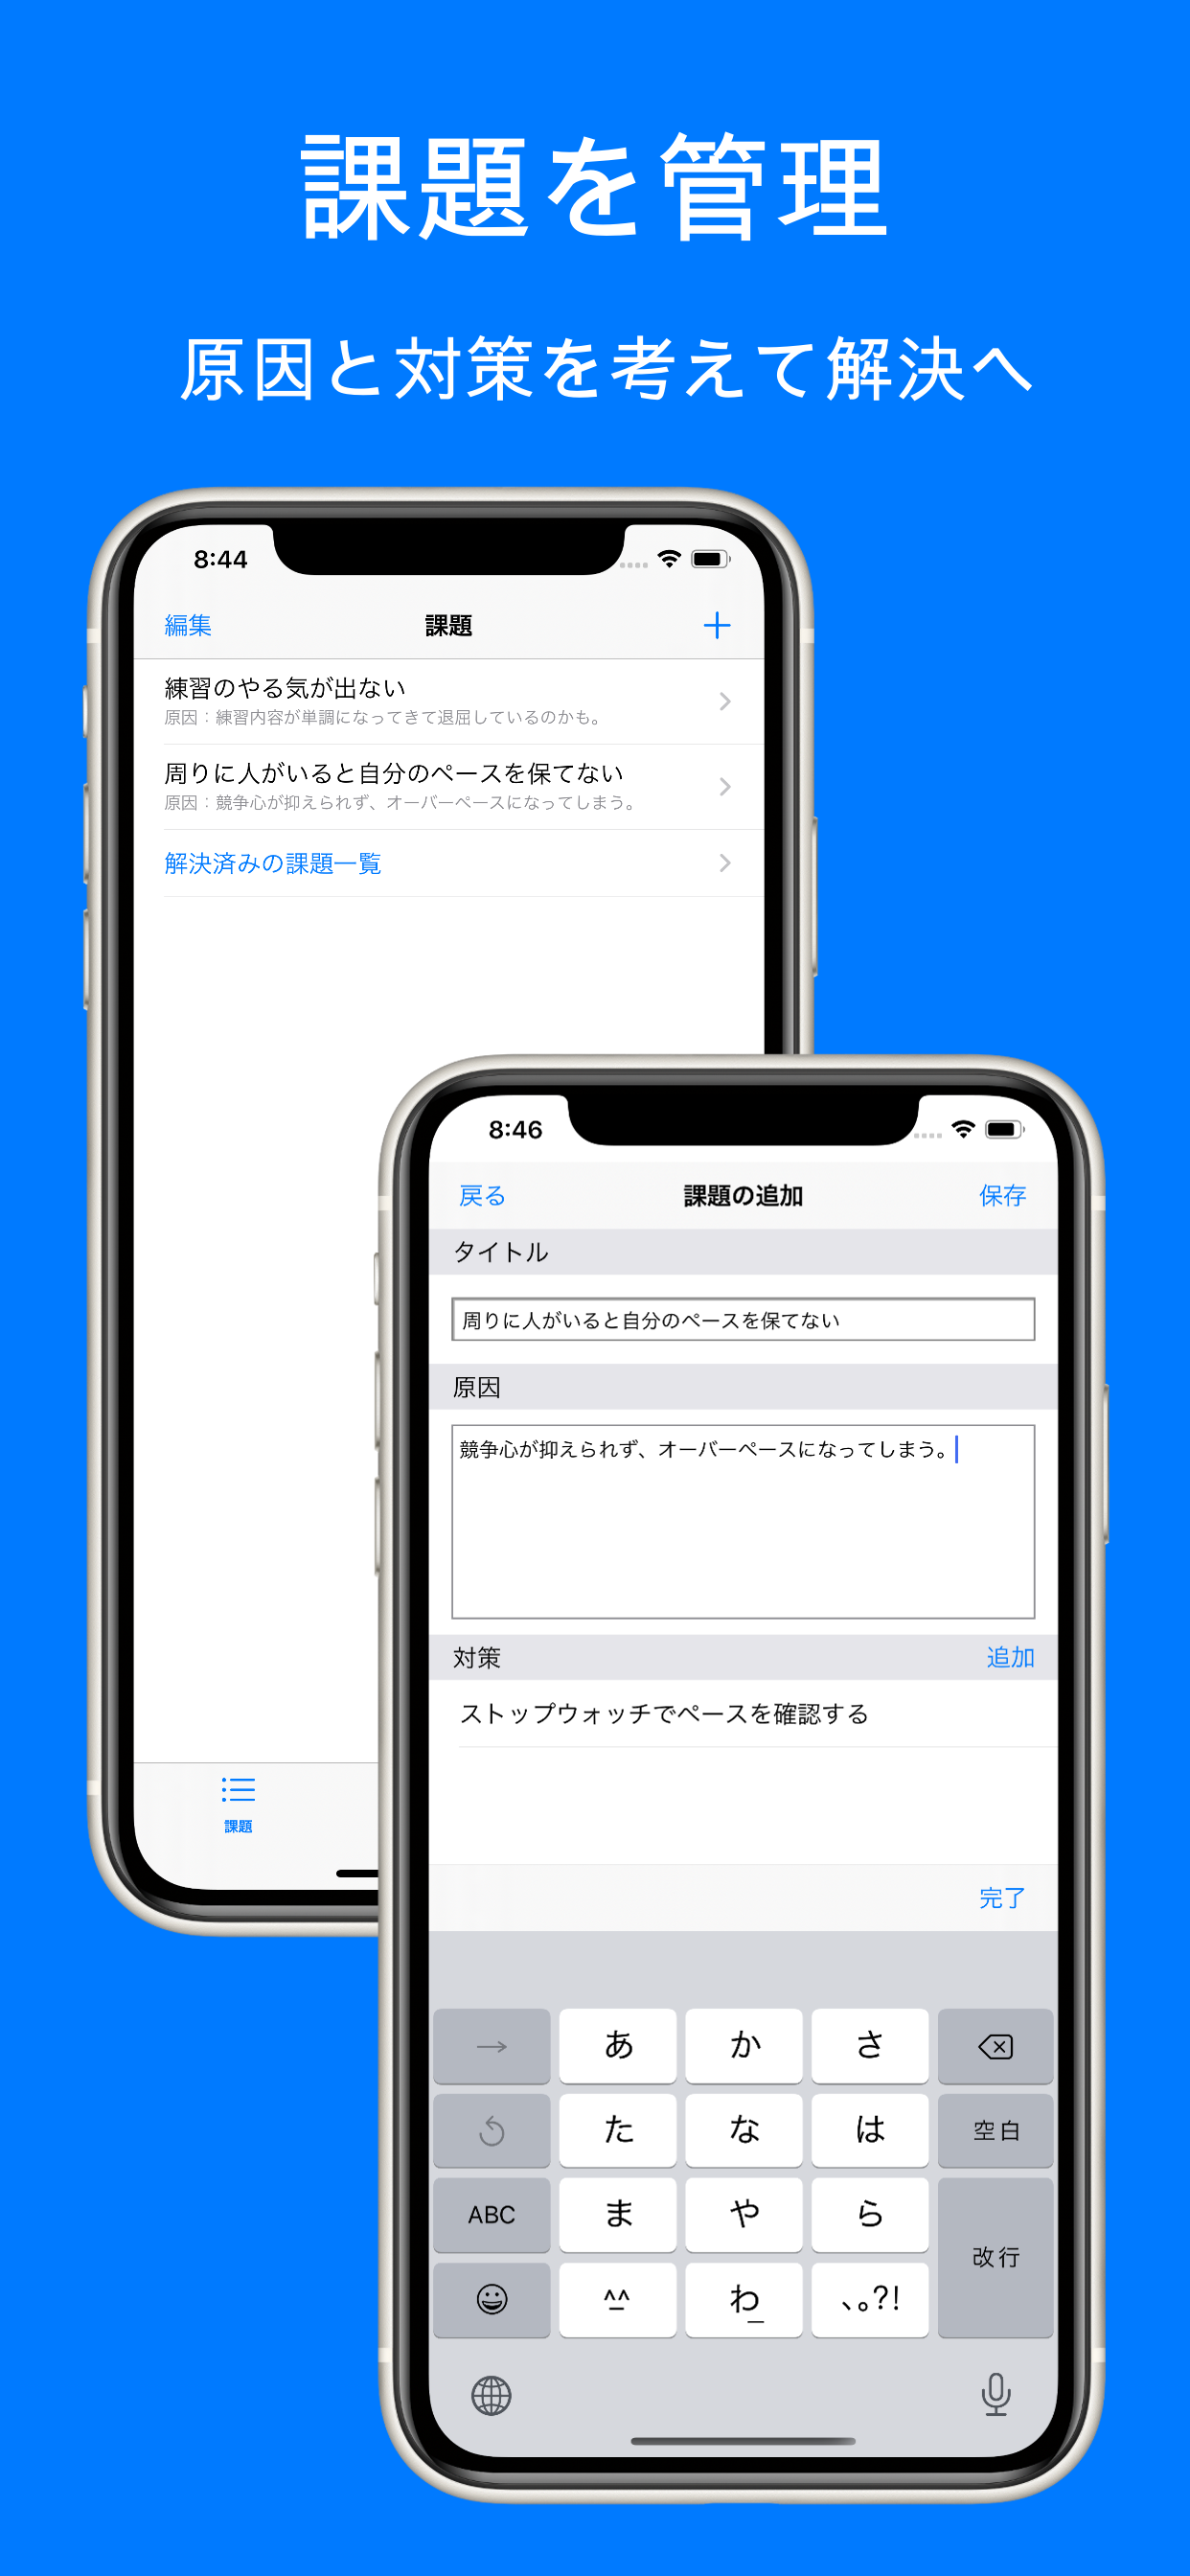 課題を管理
原因と対策を考えて解決へ
8:44
編集 課題 +
練習のやる気が出ない
原因：練習内容が単調になってきて退屈しているのかも。
周りに人がいると自分のペースを保てない
原因：競争心が抑えられず、オーバーペースになってしまう。
解決済みの課題一覧
課題
8:46
戻る 課題の追加 保存
タイトル
周りに人がいると自分のペースを保てない
原因
競争心が抑えられず、オーバーペースになってしまう。
対策 追加
ストップウォッチでペースを確認する
完了
→ あ か さ
た な は 空白
ABC ま や ら
改行
^^ わ 、。?!